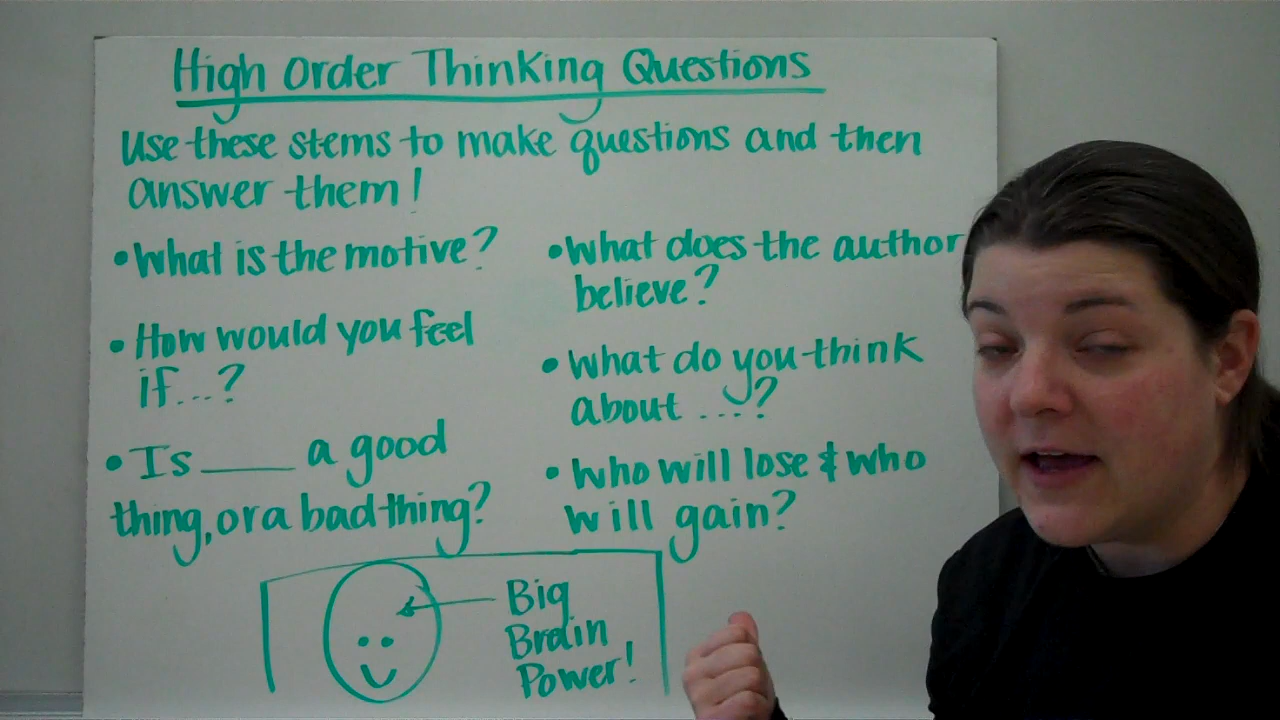 High Order Thinking Questions
Use these stems to make questions and then
answer them!
• What is the motive?
• How would you feel
if...?
• Is ____ a good
thing, or a bad thing?
• What does the author
believe?
• What do you think
about ...?
• Who will lose & who
will gain?
Big
Brain
Power!